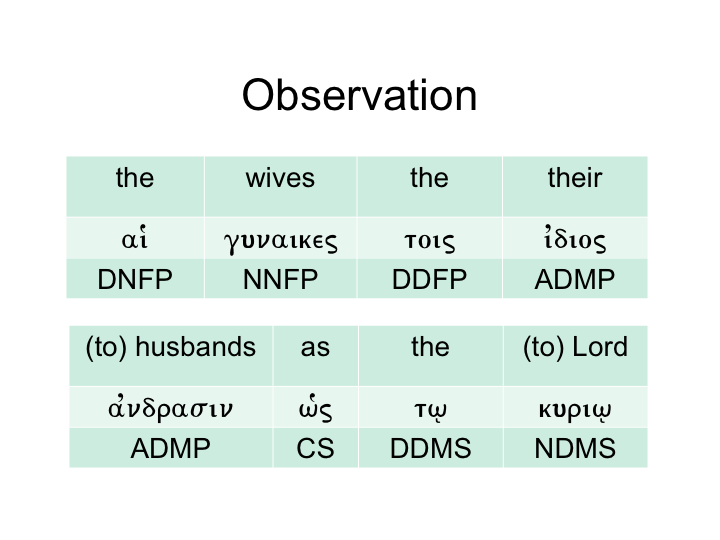 Observation
the wives the their
αἱ γυναικες τοις ἰδιος
DNFP NNFP DDFP ADMP
(to) husbands as the (to) Lord
ἀνδρασιν ὡς τῳ κυριῳ
ADMP CS DDMS NDMS